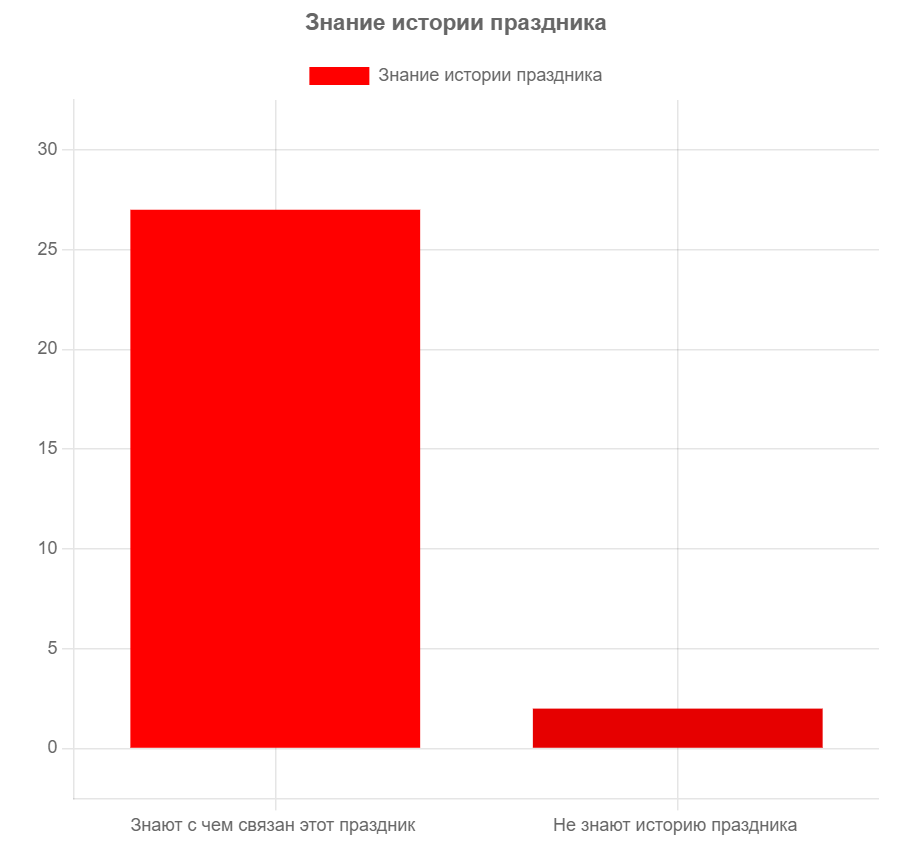 Знание истории праздника
Знание истории праздника
30
25
20
15
10
5
0
Знают с чем связан этот праздник
Не знают историю праздника